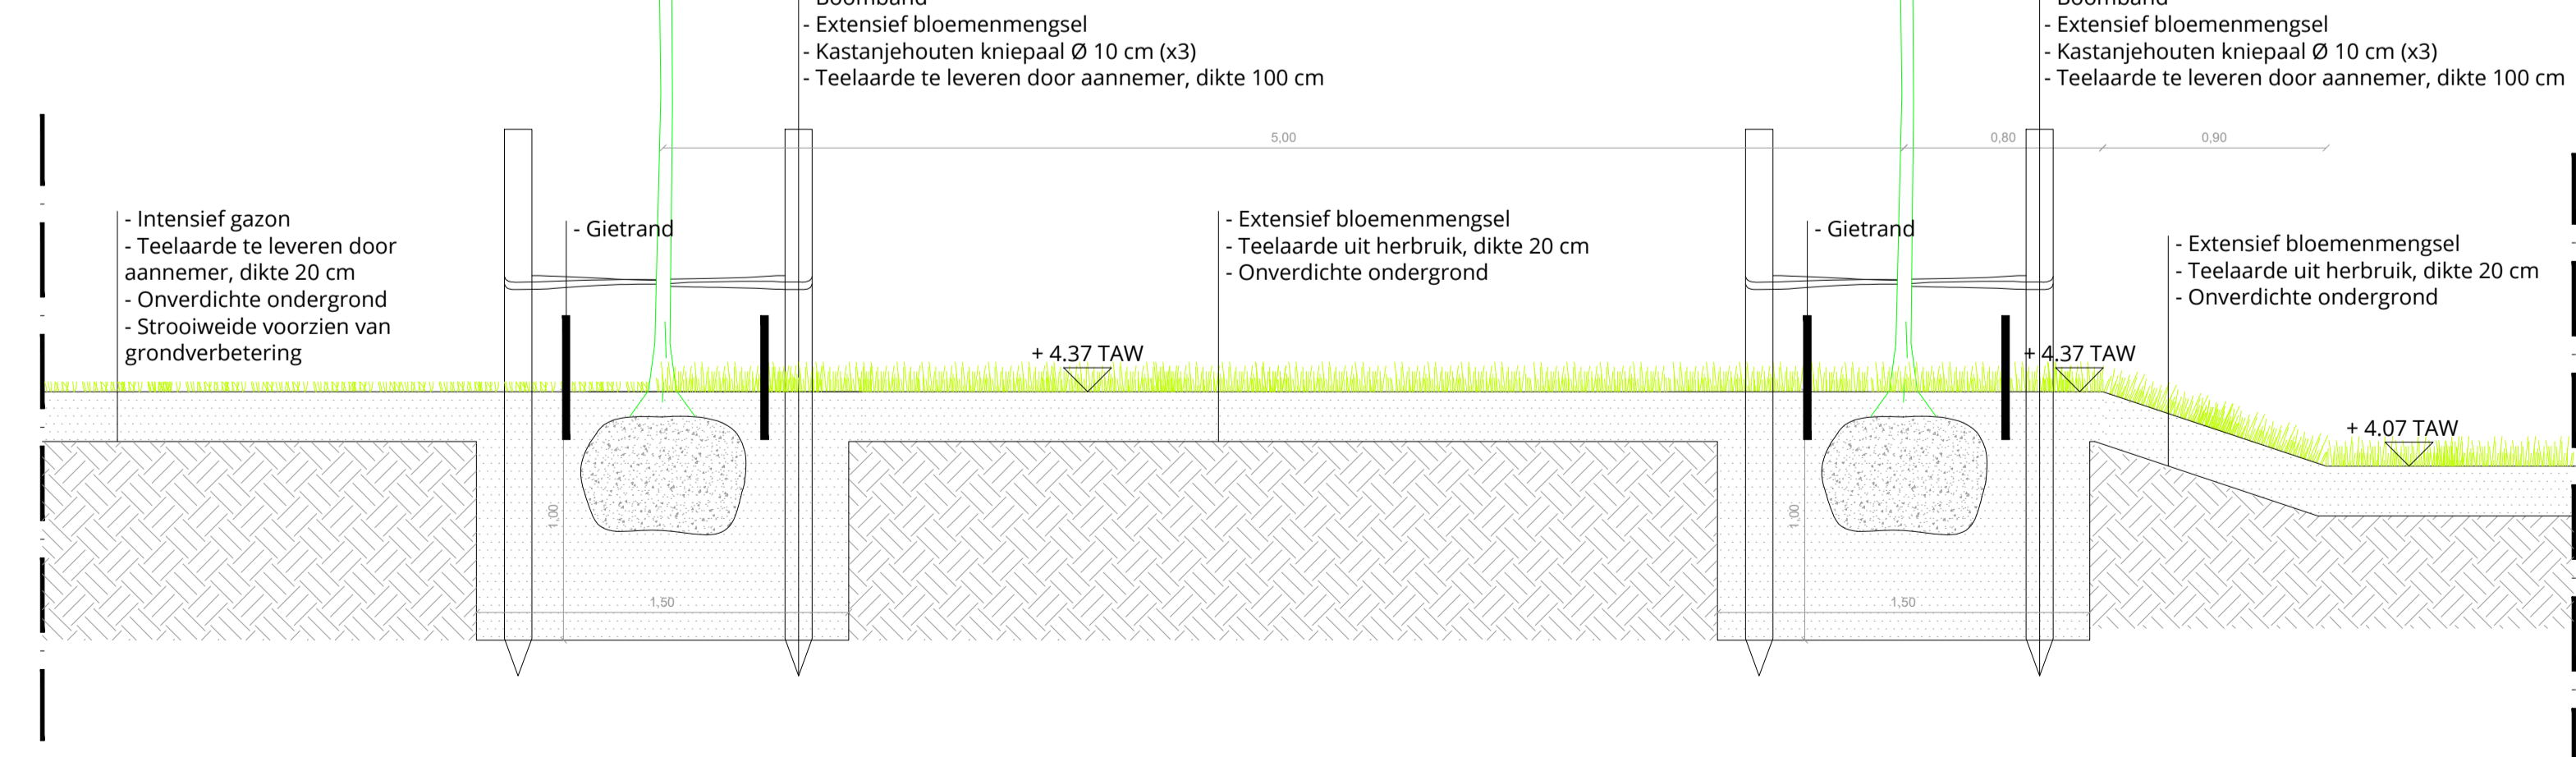 - Boomband
- Extensief bloemenmengsel
- Kastanjehouten kniepaal Ø 10 cm (x3)
- Teelaarde te leveren door aannemer, dikte 100 cm
- Boomband
- Extensief bloemenmengsel
- Kastanjehouten kniepaal Ø 10 cm (x3)
- Teelaarde te leveren door aannemer, dikte 100 cm
5,00
0,80
0,90
- Intensief gazon
- Teelaarde te leveren door
aannemer, dikte 20 cm
- Onverdichte ondergrond
- Strooiweide voorzien van
grondverbetering
- Gietrand
- Extensief bloemenmengsel
- Teelaarde uit herbruik, dikte 20 cm
- Onverdichte ondergrond
- Gietrand
- Extensief bloemenmengsel
- Teelaarde uit herbruik, dikte 20 cm
- Onverdichte ondergrond
+ 4.37 TAW
+ 4.37 TAW
+ 4.07 TAW
1,00
1,00
1,50
1,50